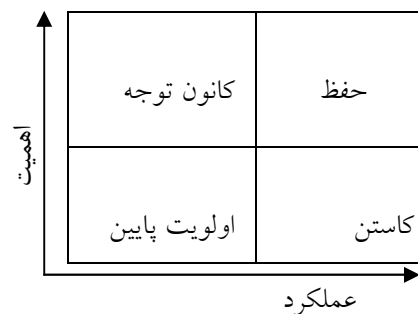 حفظ
کانون توجه
کاستن
اولویت پایین
اهمیت
عملکرد